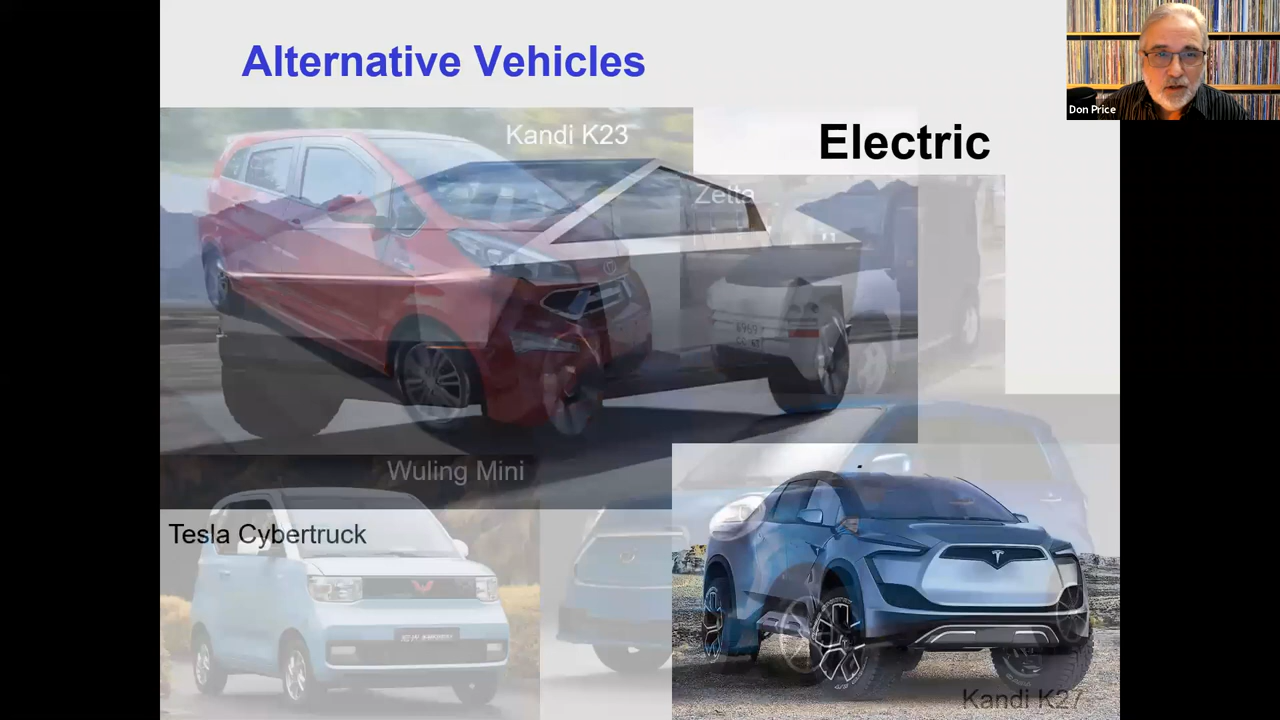 Alternative Vehicles
Don Price
Kandi K23
Electric
Zetta
Wuling Mini
Tesla Cybertruck
Kandi K27